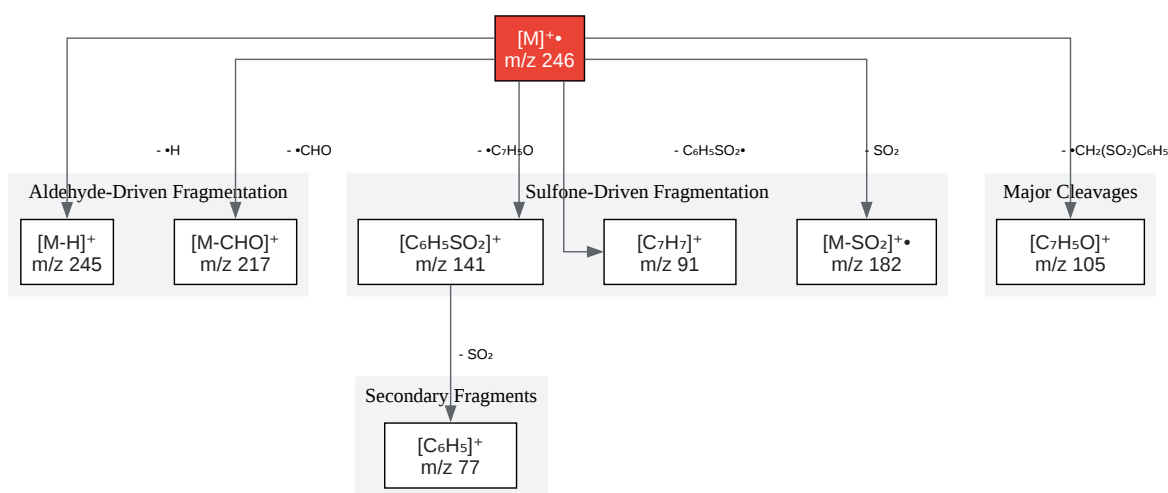 [M]⁺•
m/z 246
- •H
- •CHO
- •C₇H₅O
- C₆H₅SO₂•
- SO₂
- •CH₂(SO₂)C₆H₅
Aldehyde-Driven Fragmentation
Sulfone-Driven Fragmentation
Major Cleavages
[M-H]⁺
m/z 245
[M-CHO]⁺
m/z 217
[C₆H₅SO₂]⁺
m/z 141
[C₇H₇]⁺
m/z 91
[M-SO₂]⁺•
m/z 182
[C₇H₅O]⁺
m/z 105
- SO₂
Secondary Fragments
[C₆H₅]⁺
m/z 77